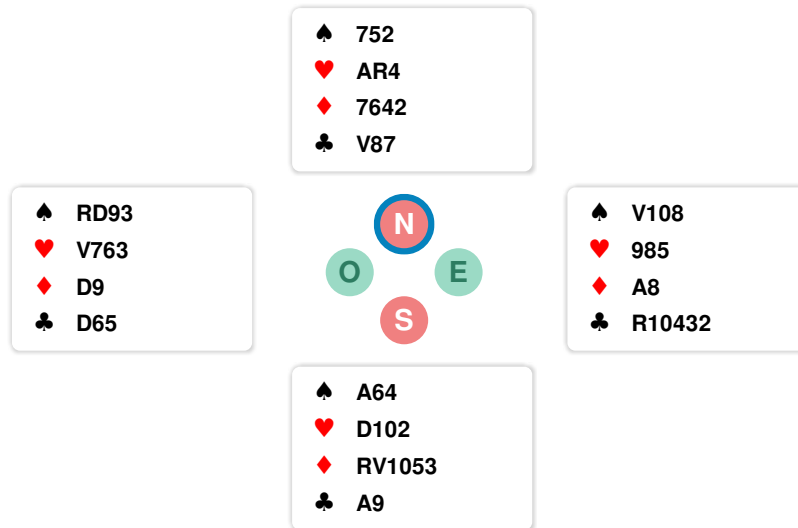 ♠ 752
♥ AR4
♦ 7642
♣ V87
♠ RD93
♥ V763
♦ D9
♣ D65
N
O E
S
♠ V108
♥ 985
♦ A8
♣ R10432
♠ A64
♥ D102
♦ RV1053
♣ A9